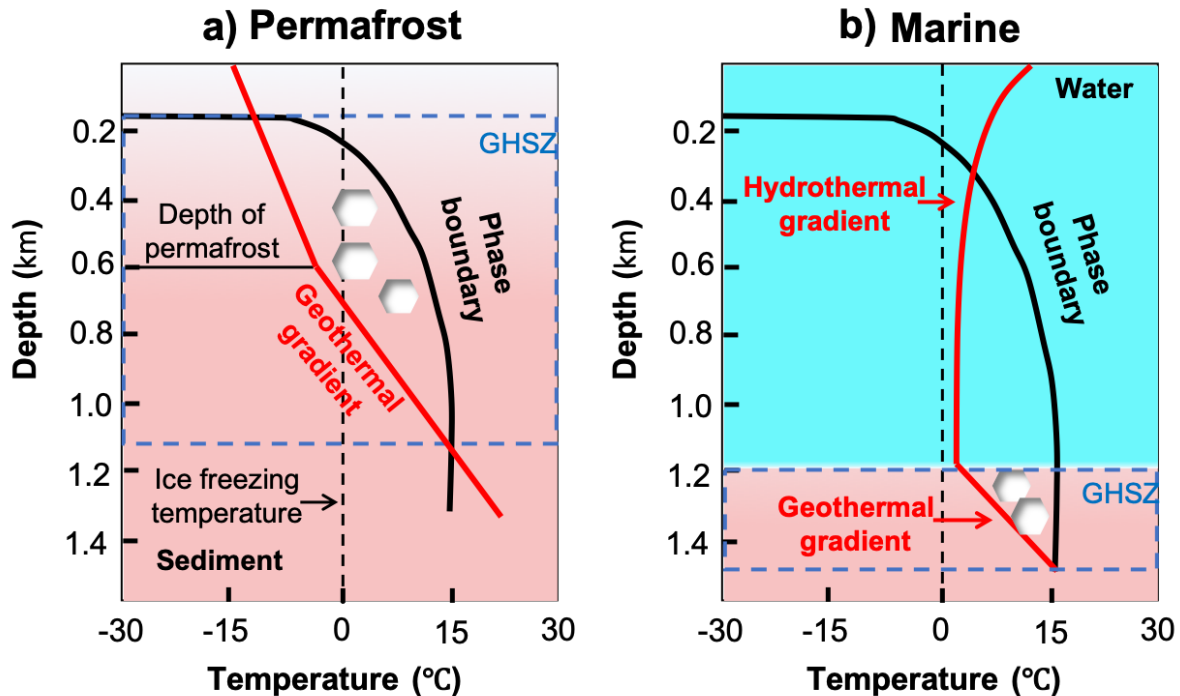 a) Permafrost
GHSZ
0.2
0.4
0.6
0.8
1.0
1.2
1.4
Depth (km)
Depth of
permafrost
Phase
boundary
Geothermal
gradient
Ice freezing
temperature
Sediment
-30
-15
0
15
30
Temperature (℃)
b) Marine
Water
0.2
0.4
0.6
0.8
1.0
1.2
1.4
Depth (km)
Hydrothermal
gradient
Phase
boundary
GHSZ
Geothermal
gradient
-30
-15
0
15
30
Temperature (℃)